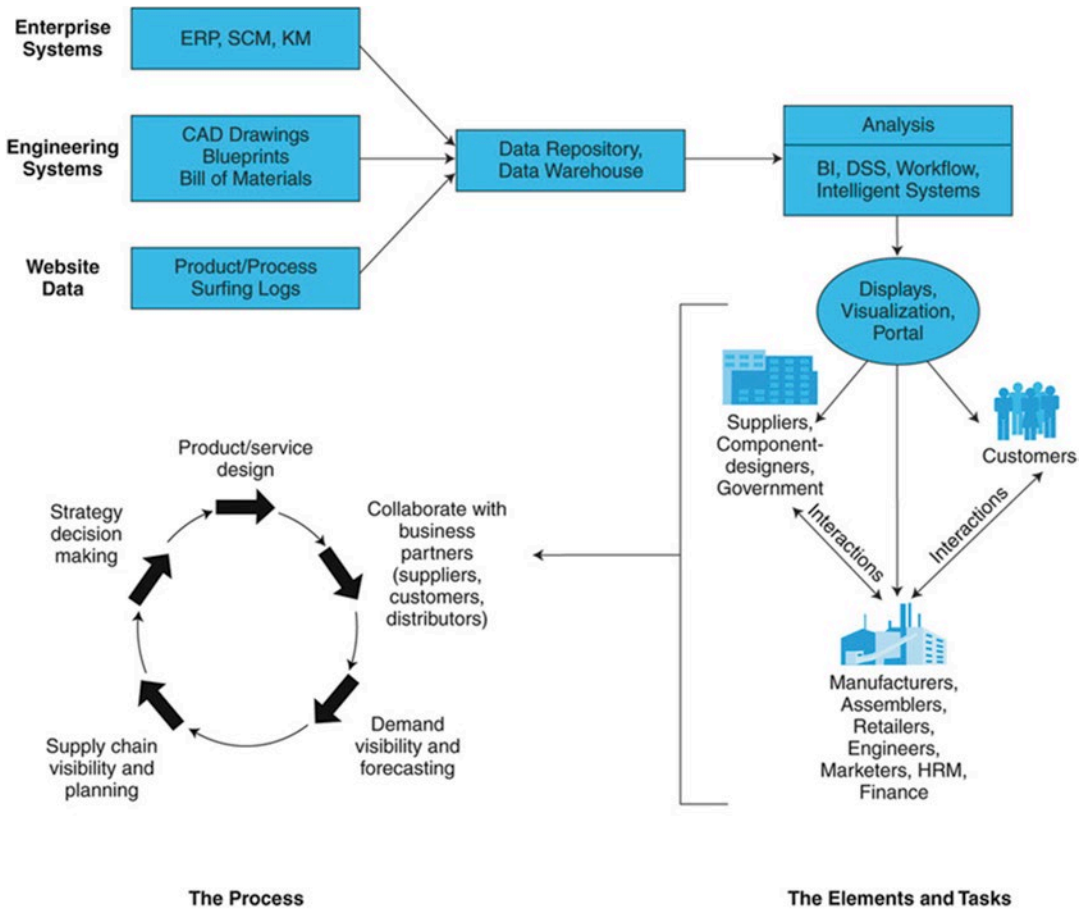 Enterprise
Systems
ERP, SCM, KM
Engineering
Systems
CAD Drawings
Blueprints
Bill of Materials
Website
Data
Product/Process
Surfing Logs
Data Repository,
Data Warehouse
Analysis
BI, DSS, Workflow,
Intelligent Systems
Displays,
Visualization,
Portal
Suppliers,
Component-
designers,
Government
Customers
Interactions
Interactions
Manufacturers,
Assemblers,
Retailers,
Engineers,
Marketers, HRM,
Finance
Product/service
design
Collaborate with
business
partners
(suppliers,
customers,
distributors)
Demand
visibility and
forecasting
Supply chain
visibility and
planning
Strategy
decision
making
The Process
The Elements and Tasks